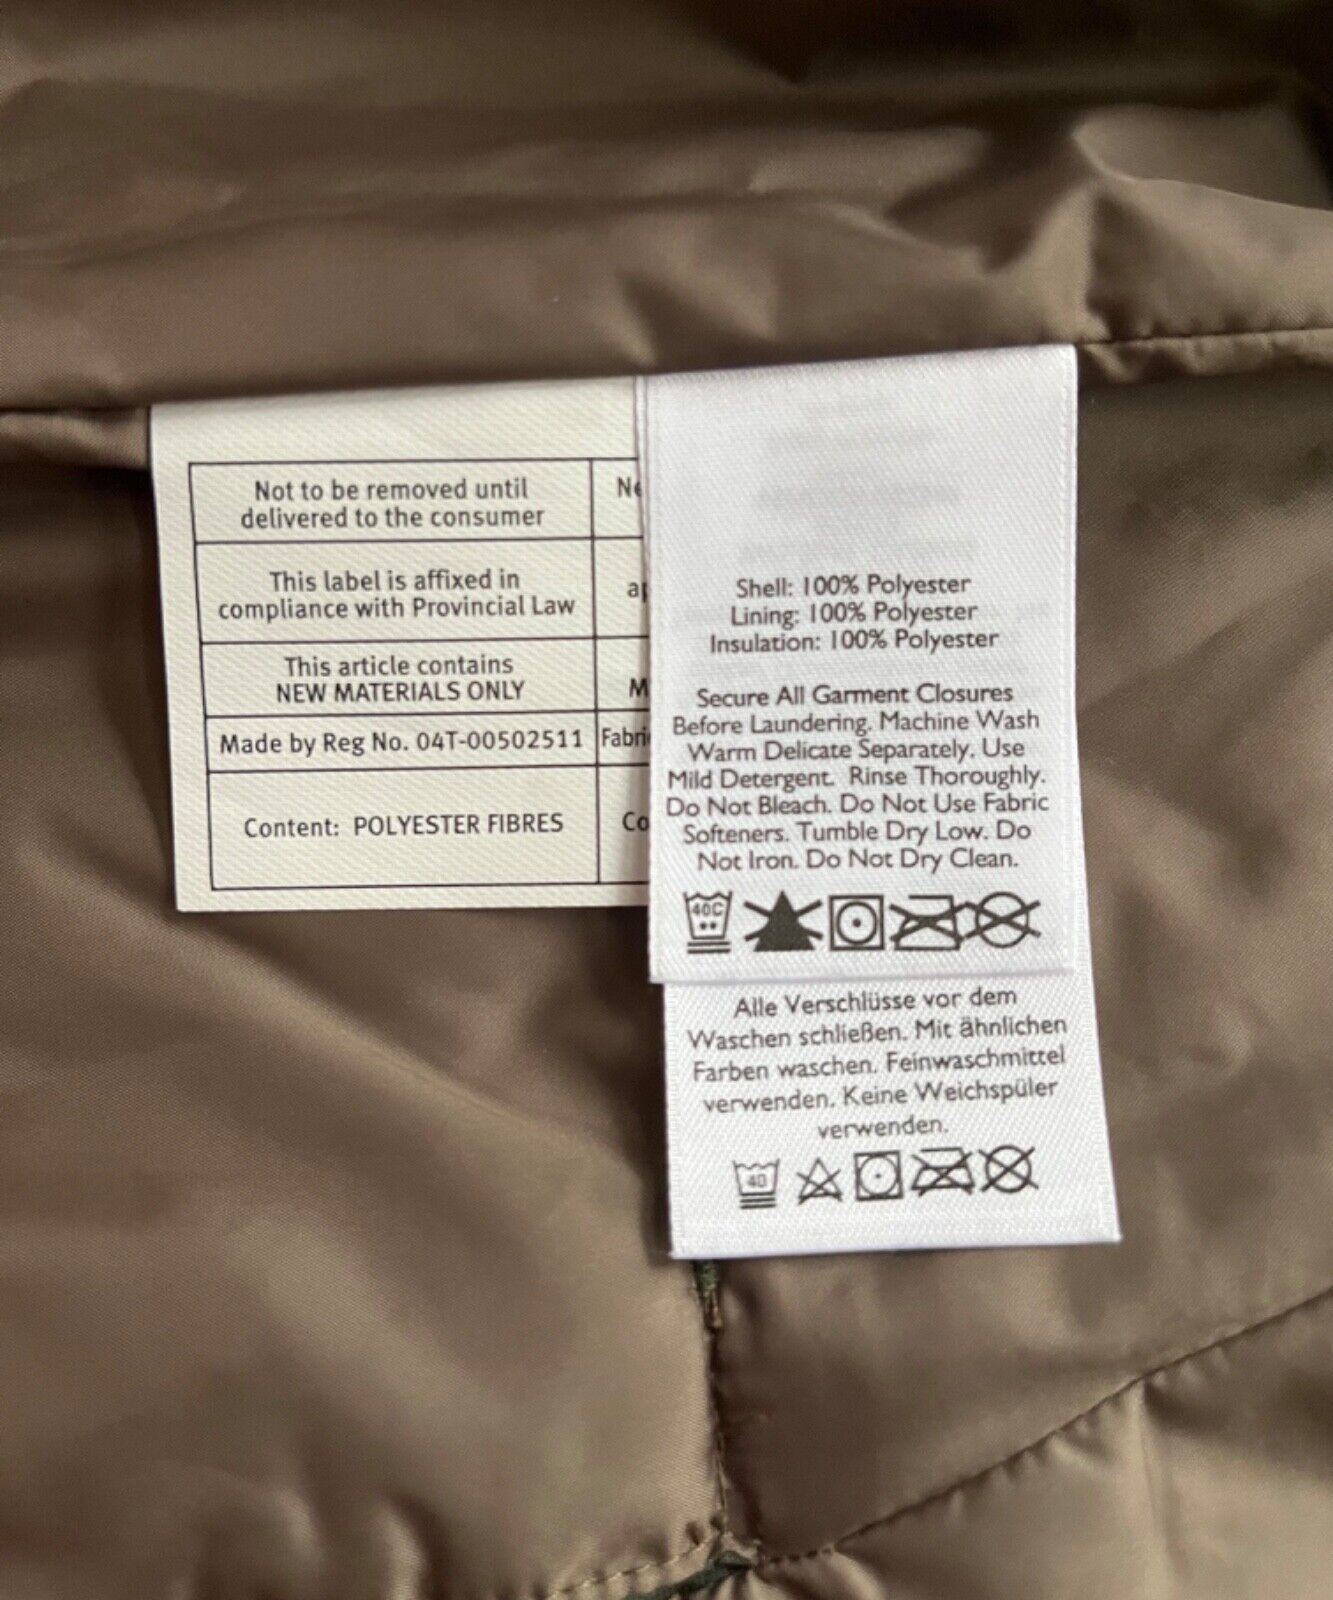 Not to be removed until
delivered to the consumer
This label is affixed in
compliance with Provincial Law
This article contains
NEW MATERIALS ONLY
Made by Reg No. 04T-00502511
Content: POLYESTER FIBRES
Shell: 100% Polyester
Lining: 100% Polyester
Insulation: 100% Polyester
Secure All Garment Closures
Before Laundering. Machine Wash
Warm Delicate Separately. Use
Mild Detergent. Rinse Thoroughly.
Do Not Bleach. Do Not Use Fabric
Softeners. Tumble Dry Low. Do
Not Iron. Do Not Dry Clean.
40C
Alle Verschlüsse vor dem
Waschen schließen. Mit ähnlichen
Farben waschen. Feinwaschmittel
verwenden. Keine Weichspüler
verwenden.
40